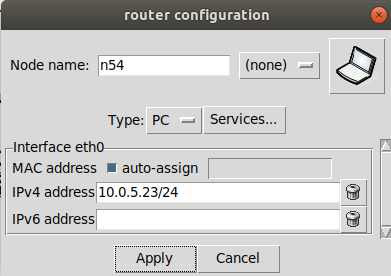 router configuration
Node name: n54 (none)
Type: PC Services...
Interface eth0
MAC address auto-assign
IPv4 address 10.0.5.23/24
IPv6 address
Apply Cancel